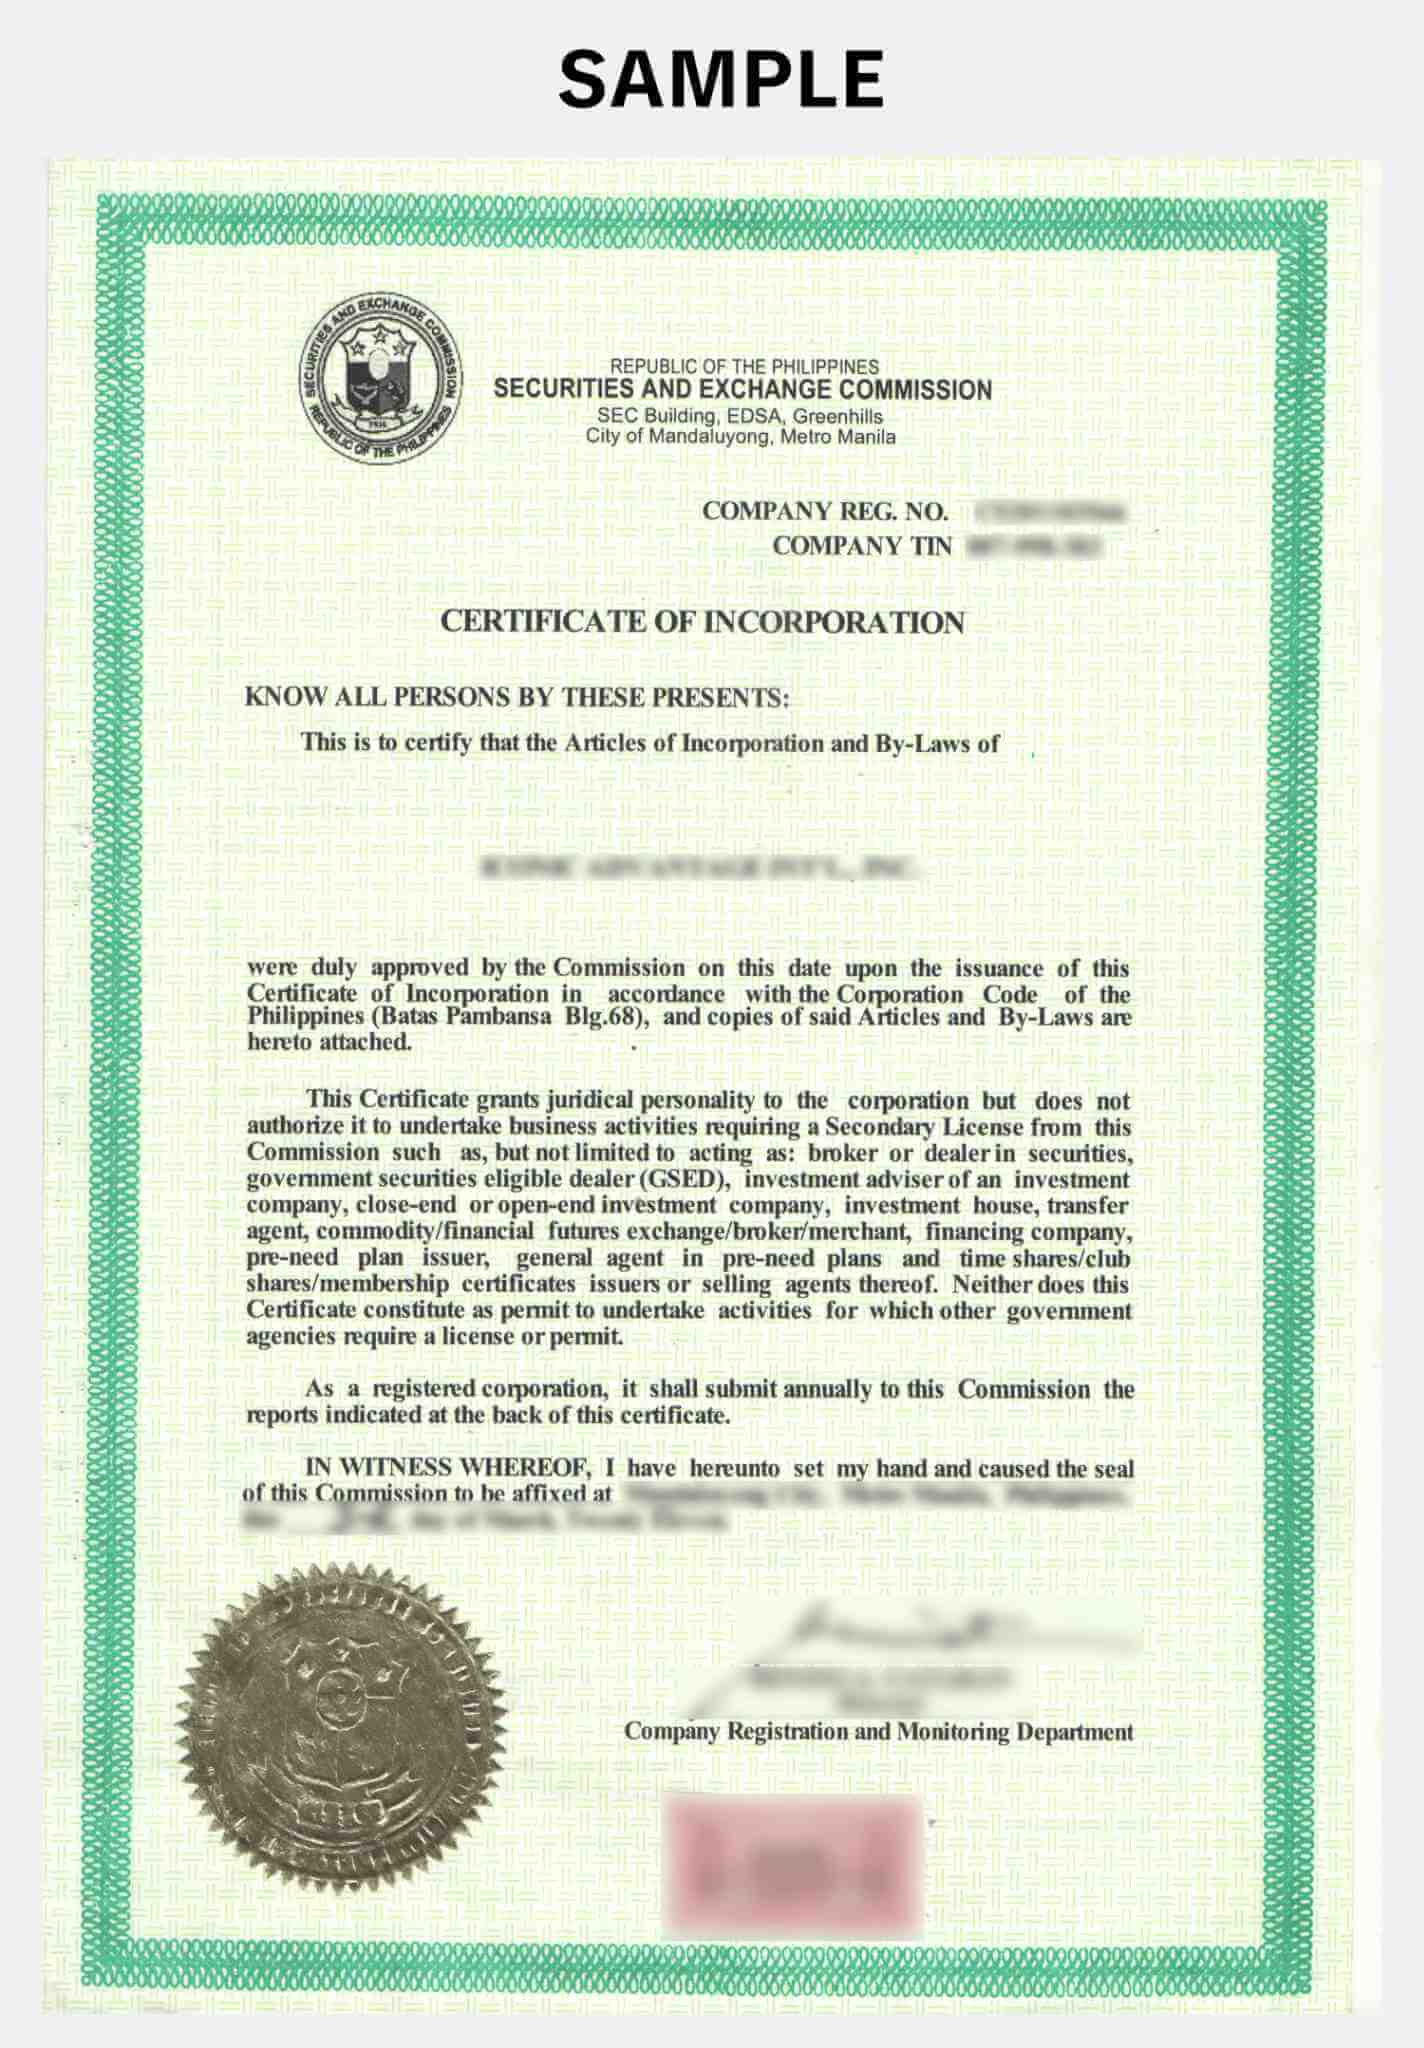 SAMPLE
SECURITIES AND EXCHANGE COMMISSION
REPUBLIC OF THE PHILIPPINES
1936
REPUBLIC OF THE PHILIPPINES
SECURITIES AND EXCHANGE COMMISSION
SEC Building, EDSA, Greenhills
City of Mandaluyong, Metro Manila
COMPANY REG. NO.
COMPANY TIN
CERTIFICATE OF INCORPORATION
KNOW ALL PERSONS BY THESE PRESENTS:
This is to certify that the Articles of Incorporation and By-Laws of
were duly approved by the Commission on this date upon the issuance of this
Certificate of Incorporation in accordance with the Corporation Code of the
Philippines (Batas Pambansa Blg.68), and copies of said Articles and By-Laws are
hereto attached.
This Certificate grants juridical personality to the corporation but does not
authorize it to undertake business activities requiring a Secondary License from this
Commission such as, but not limited to acting as: broker or dealer in securities,
government securities eligible dealer (GSED), investment adviser of an investment
company, close-end or open-end investment company, investment house, transfer
agent, commodity/financial futures exchange/broker/merchant, financing company,
pre-need plan issuer, general agent in pre-need plans and time shares/club
shares/membership certificates issuers or selling agents thereof. Neither does this
Certificate constitute as permit to undertake activities for which other government
agencies require a license or permit.
As a registered corporation, it shall submit annually to this Commission the
reports indicated at the back of this certificate.
IN WITNESS WHEREOF, I have hereunto set my hand and caused the seal
of this Commission to be affixed at
Company Registration and Monitoring Department